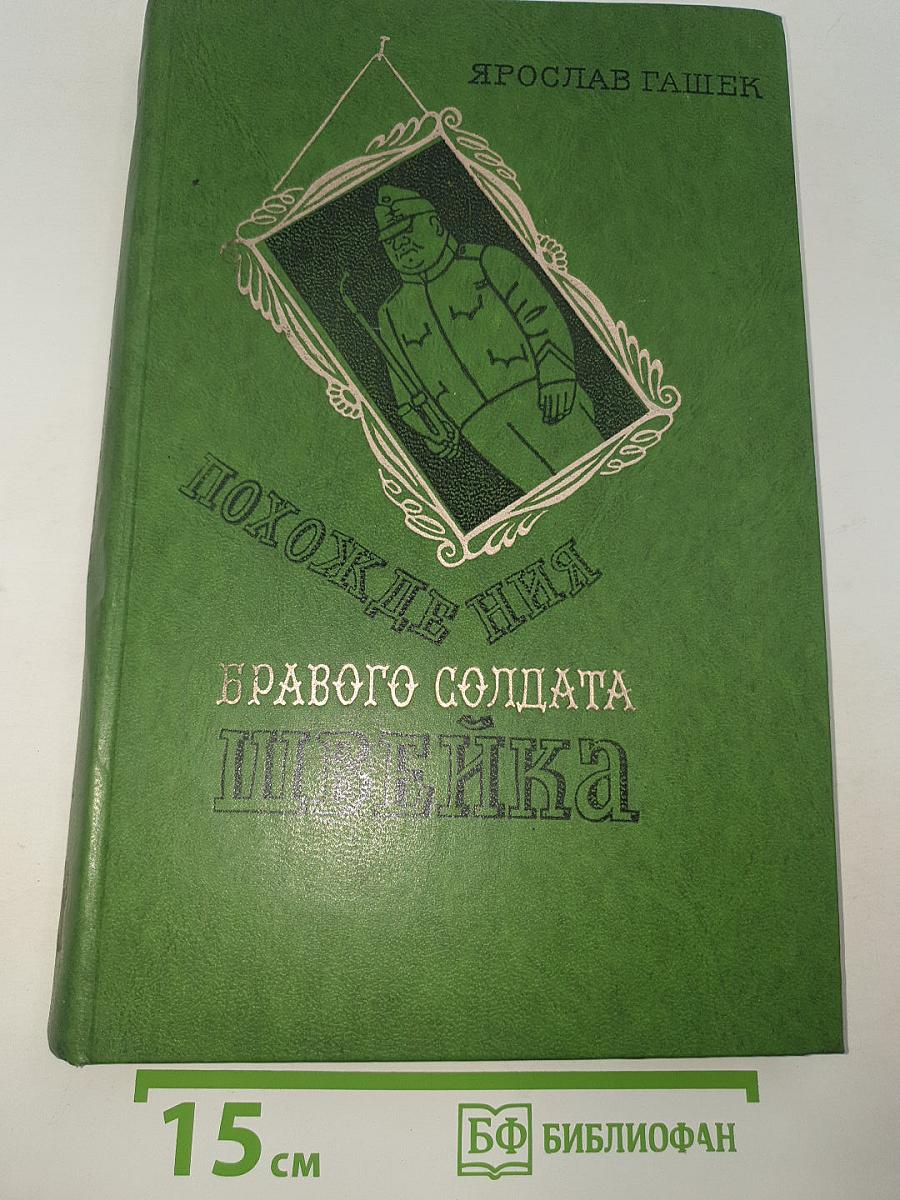 ЯРОСЛАВ ГАШЕК
ПОХОЖДЕНИЯ
БРАВОГО СОЛДАТА
ШВЕЙКА
15 см
БФ БИБЛИОФАН